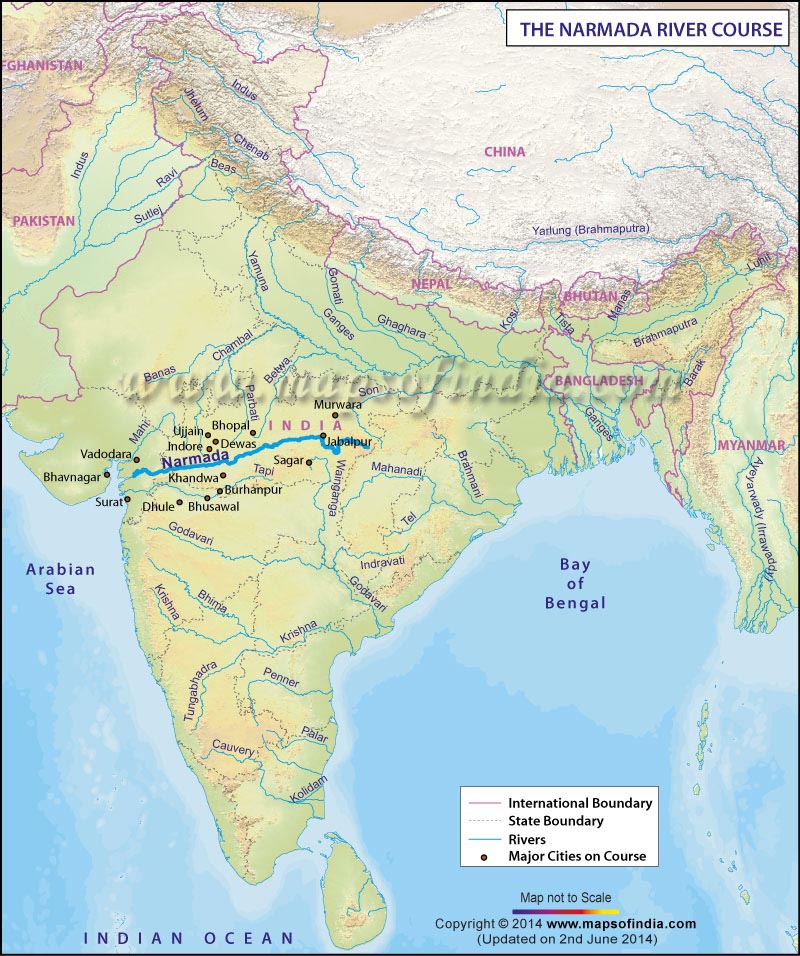 THE NARMADA RIVER COURSE
FGHANISTAN
Indus
Jhelum
Chenab
CHINA
Indus
Beas
Ravi
Sutlej
PAKISTAN
Yarlung (Brahmaputra)
Yamuna
Gomati
NEPAL
Luhit
BHUTAN
Manas
Kosi
Tista
Ganges
Ghaghara
Brahmaputra
Chambal
Banas
Betwa
Barak
www.mapsofindia.com
BANGLADESH
Son
Parbati
Murwara
Ganges
Mahi
Ujjain
Bhopal
INDIA
Indore
Dewas
Jabalpur
MYANMAR
Vadodara
Narmada
Sagar
Bhavnagar
Khandwa
Tapi
Wainganga
Mahanadi
Brahmani
Ayeyarwady (Irrawaddy)
Burhanpur
Surat
Dhule
Bhusawal
Tel
Godavari
Indravati
Arabian
Sea
Bay
of
Bengal
Godavari
Krishna
Bhima
Krishna
Tungabhadra
Penner
Palar
Cauvery
Kolidam
International Boundary
State Boundary
Rivers
Major Cities on Course
Map not to Scale
Copyright © 2014 www.mapsofindia.com
(Updated on 2nd June 2014)
INDIAN OCEAN